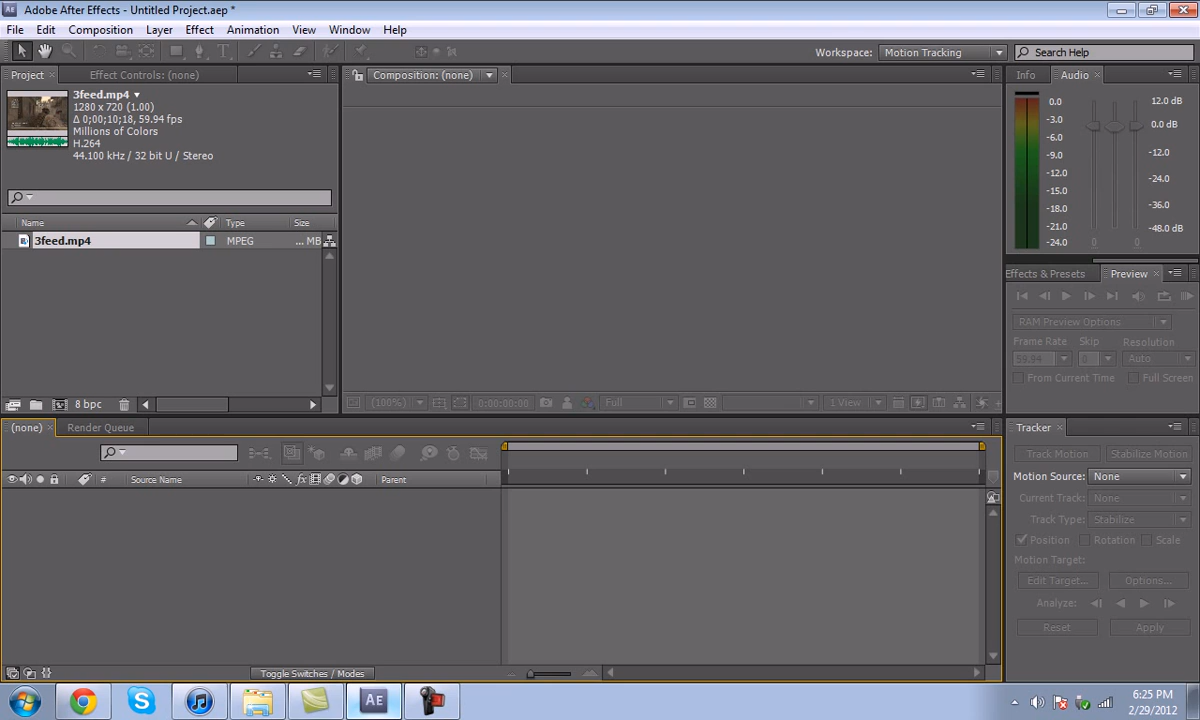 Adobe After Effects - Untitled Project.aep *
File Edit Composition Layer Effect Animation View Window Help
Workspace: Motion Tracking Search Help
Project Effect Controls: (none) Composition: (none) Info Audio
3feed.mp4
1280 x 720 (1.00)
Δ 0;00;10;18, 59.94 fps
Millions of Colors
H.264
44.100 kHz / 32 bit U / Stereo
0.0 12.0 dB
-3.0 0.0 dB
-6.0
-9.0 -12.0
-12.0
-15.0 -24.0
-18.0 -36.0
-21.0
-24.0 -48.0 dB
0 0
Name Type Size
3feed.mp4 MPEG ... MB
Effects & Presets Preview
RAM Preview Options
Frame Rate Skip Resolution
59.94 0 Auto
From Current Time Full Screen
8 bpc (100%) 0:00:00:00 Full 1 View
(none) Render Queue
Source Name Parent
#
fx
Tracker
Track Motion Stabilize Motion
Motion Source: None
Current Track: None
Track Type: Stabilize
Position Rotation Scale
Motion Target:
Edit Target... Options...
Analyze:
Reset Apply
Toggle Switches / Modes
Ae
6:25 PM
2/29/2012